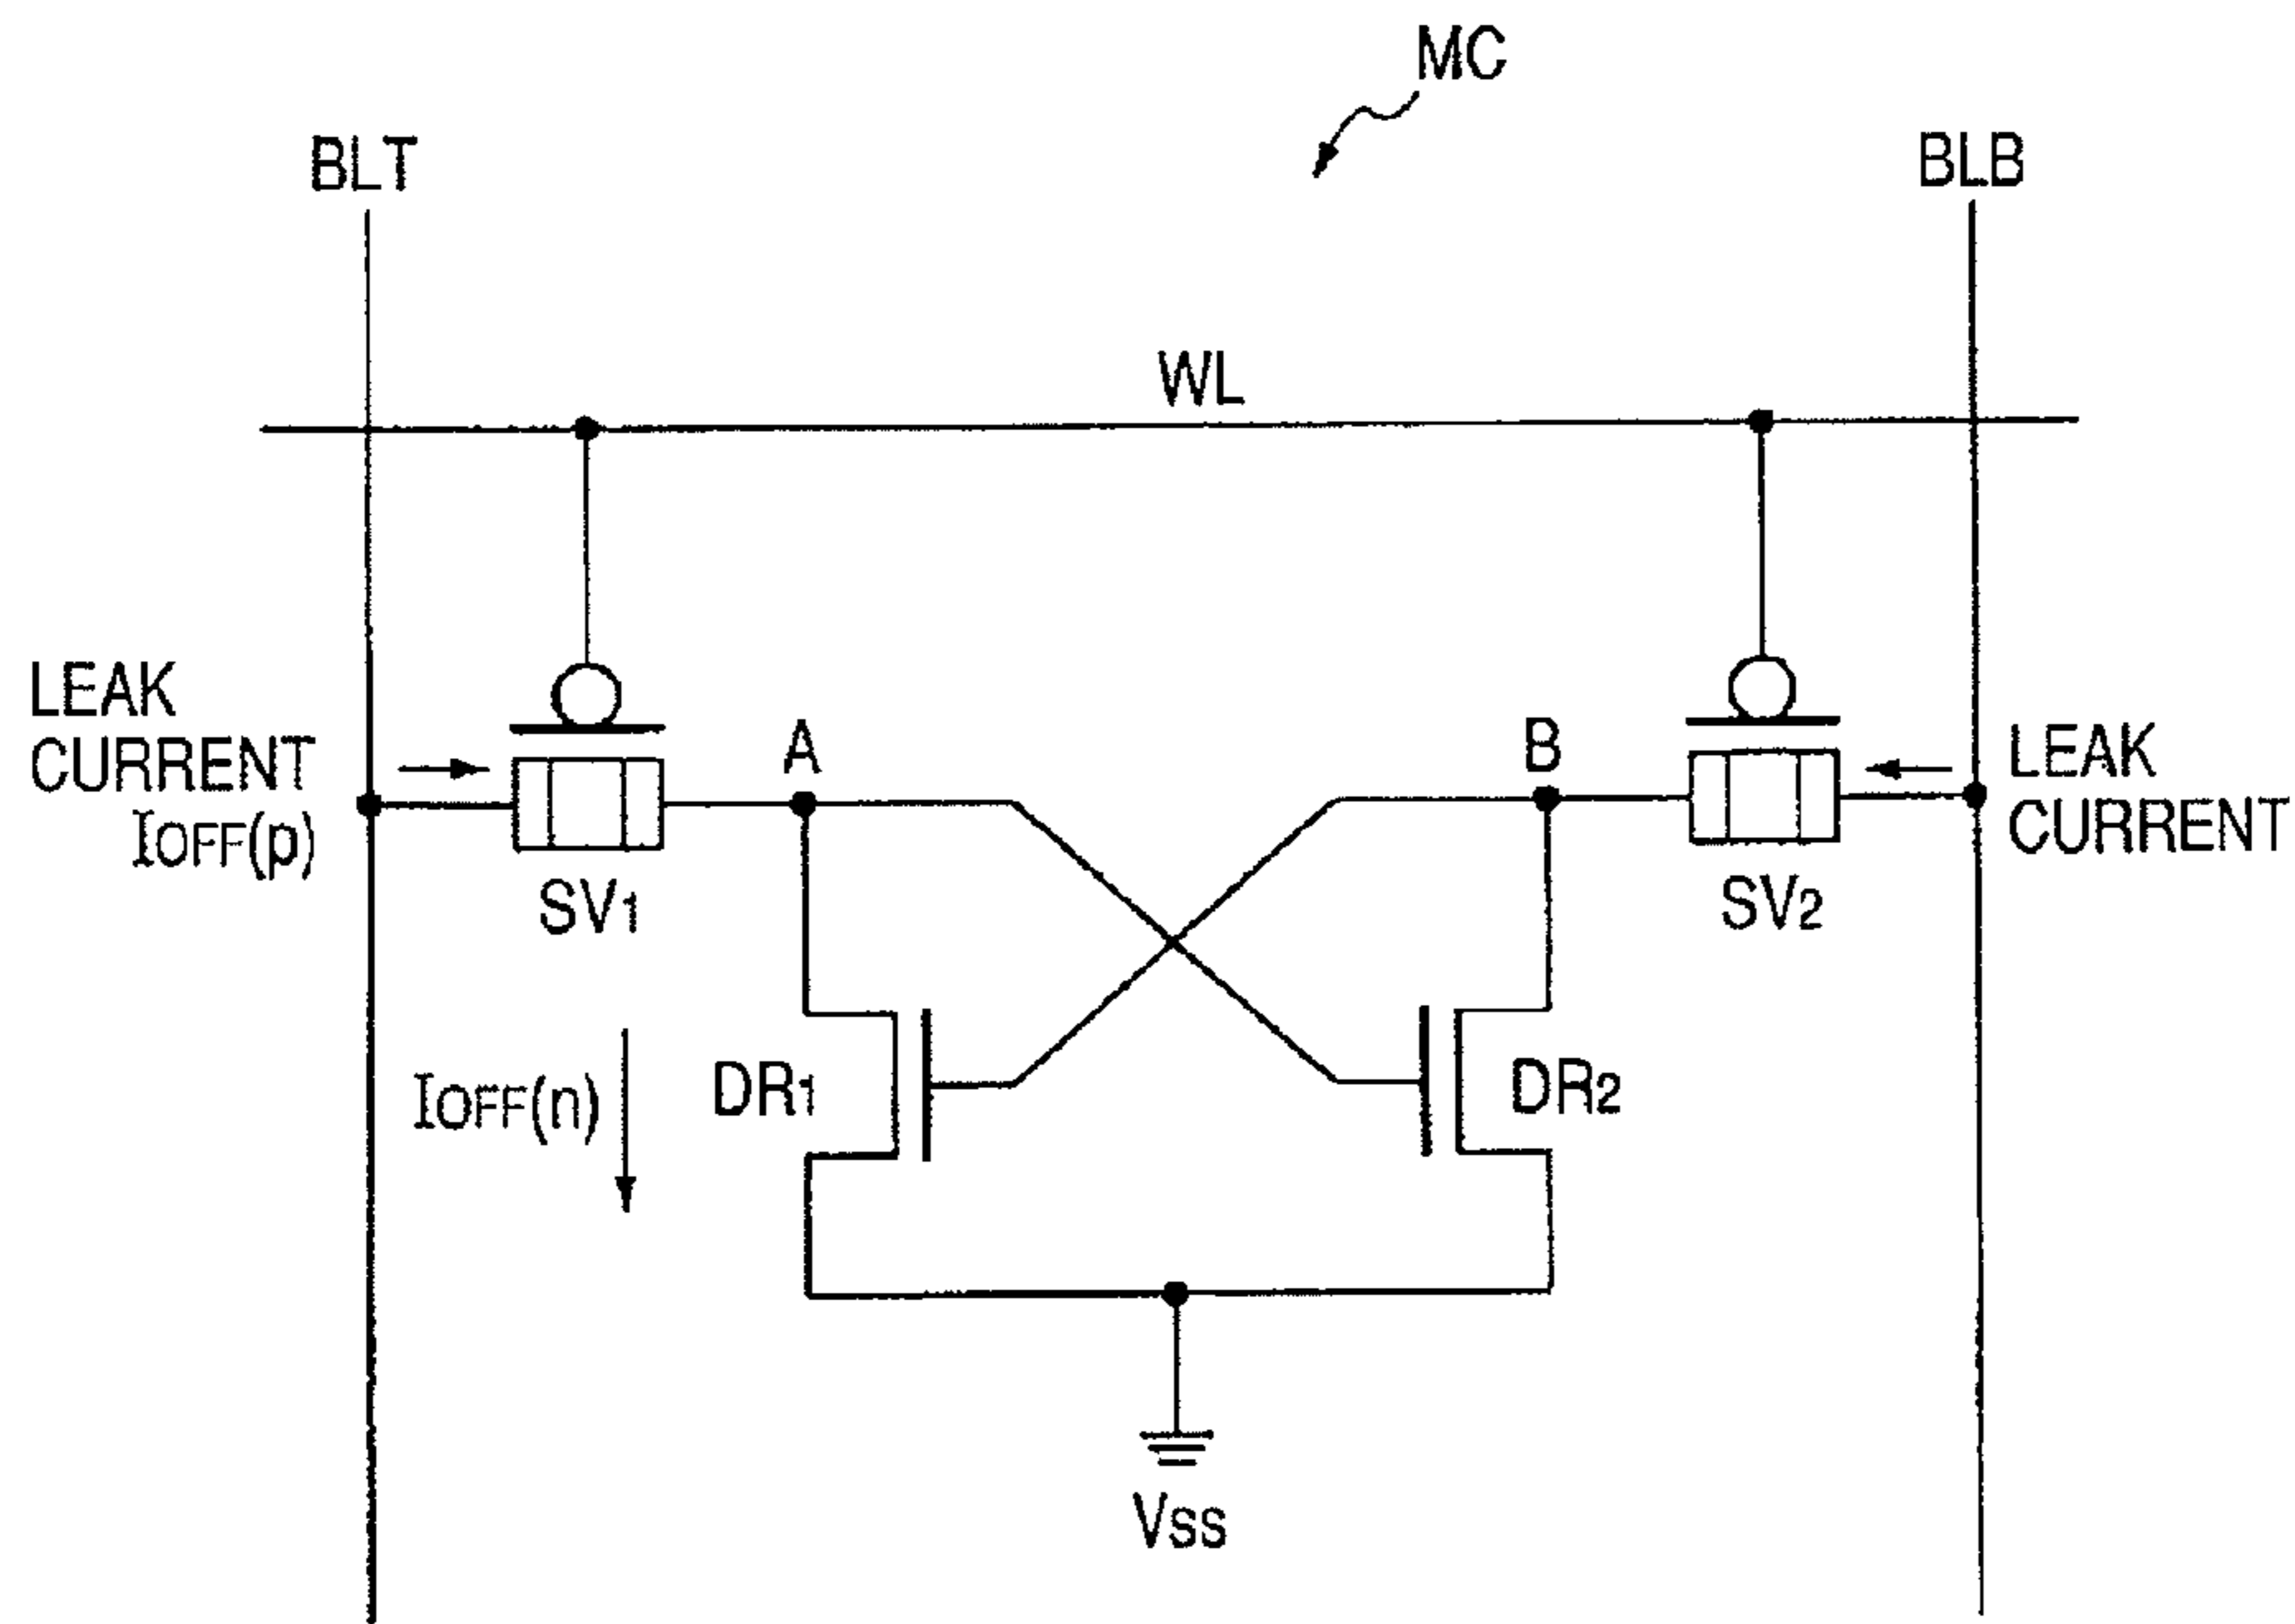 MC
BLT
BLB
WL
LEAK
CURRENT
IOFF(p)
A
B
LEAK
CURRENT
SV1
SV2
IOFF(n)
DR1
DR2
Vss